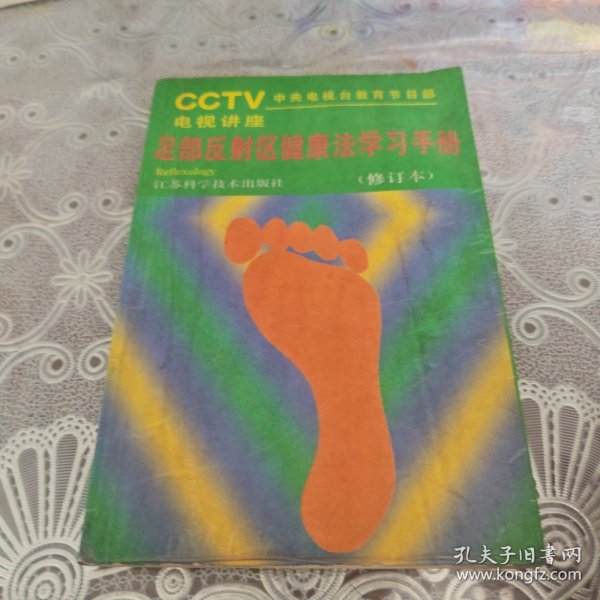 CCTV 中央电视台教育节目部
电视讲座
足部反射区健康法学习手册
Reflexology
江苏科学技术出版社 (修订本)
孔夫子旧书网
www.kongfz.com